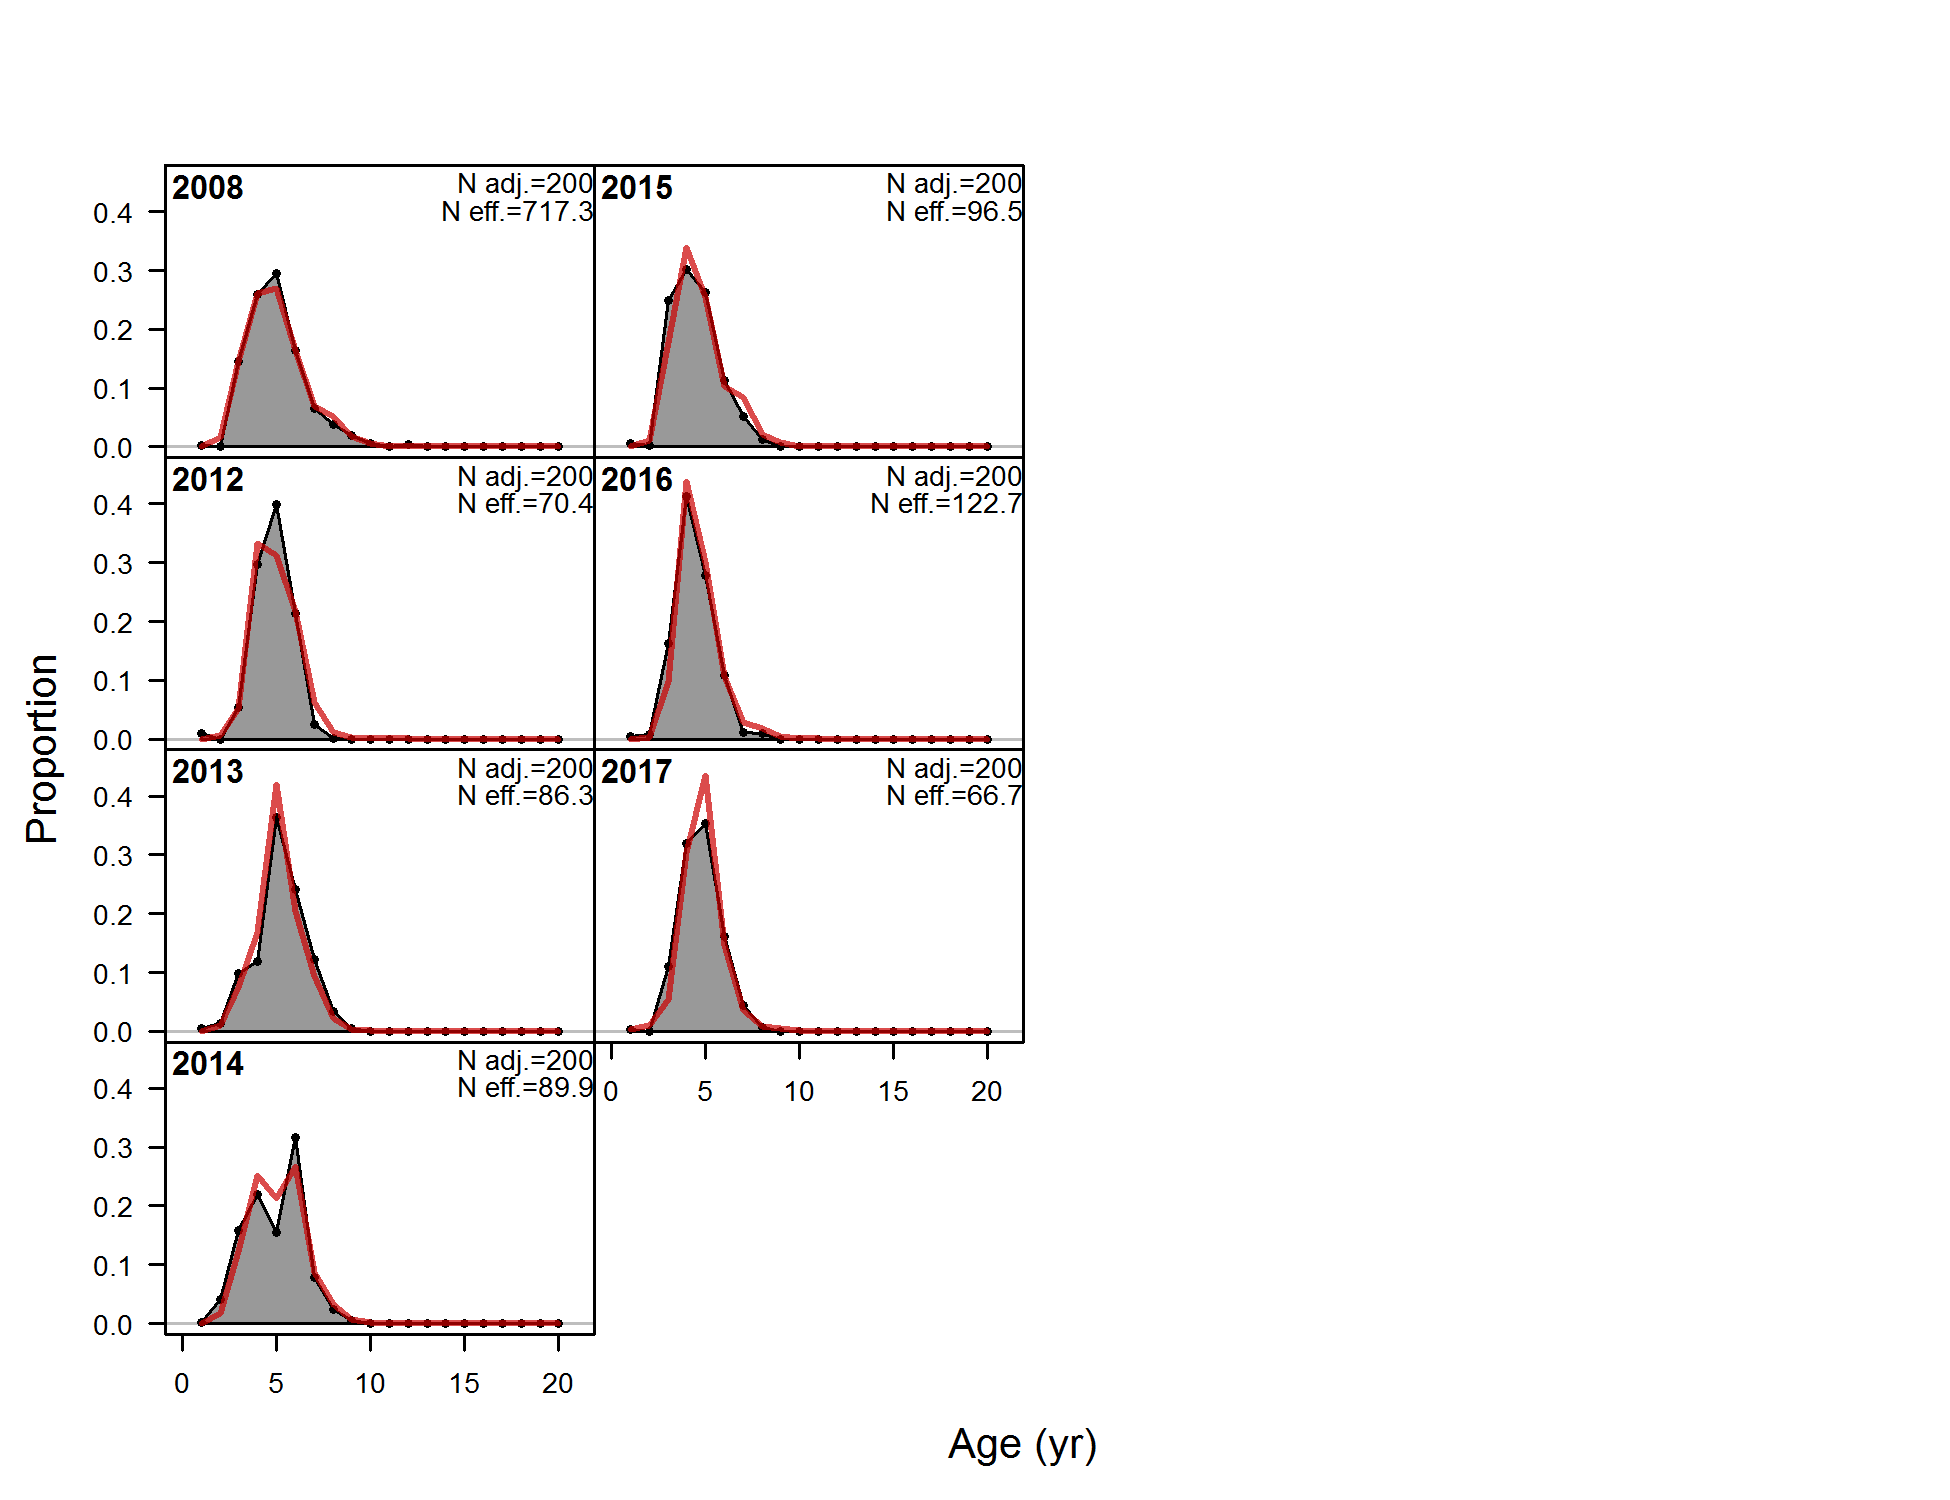 Proportion
2008
N adj.=200
N eff.=717.3
0.4
0.3
0.2
0.1
0.0
2015
N adj.=200
N eff.=96.5
2012
N adj.=200
N eff.=70.4
0.4
0.3
0.2
0.1
0.0
2016
N adj.=200
N eff.=122.7
2013
N adj.=200
N eff.=86.3
0.4
0.3
0.2
0.1
0.0
2017
N adj.=200
N eff.=66.7
0 5 10 15 20
2014
N adj.=200
N eff.=89.9
0.4
0.3
0.2
0.1
0.0
0 5 10 15 20
Age (yr)